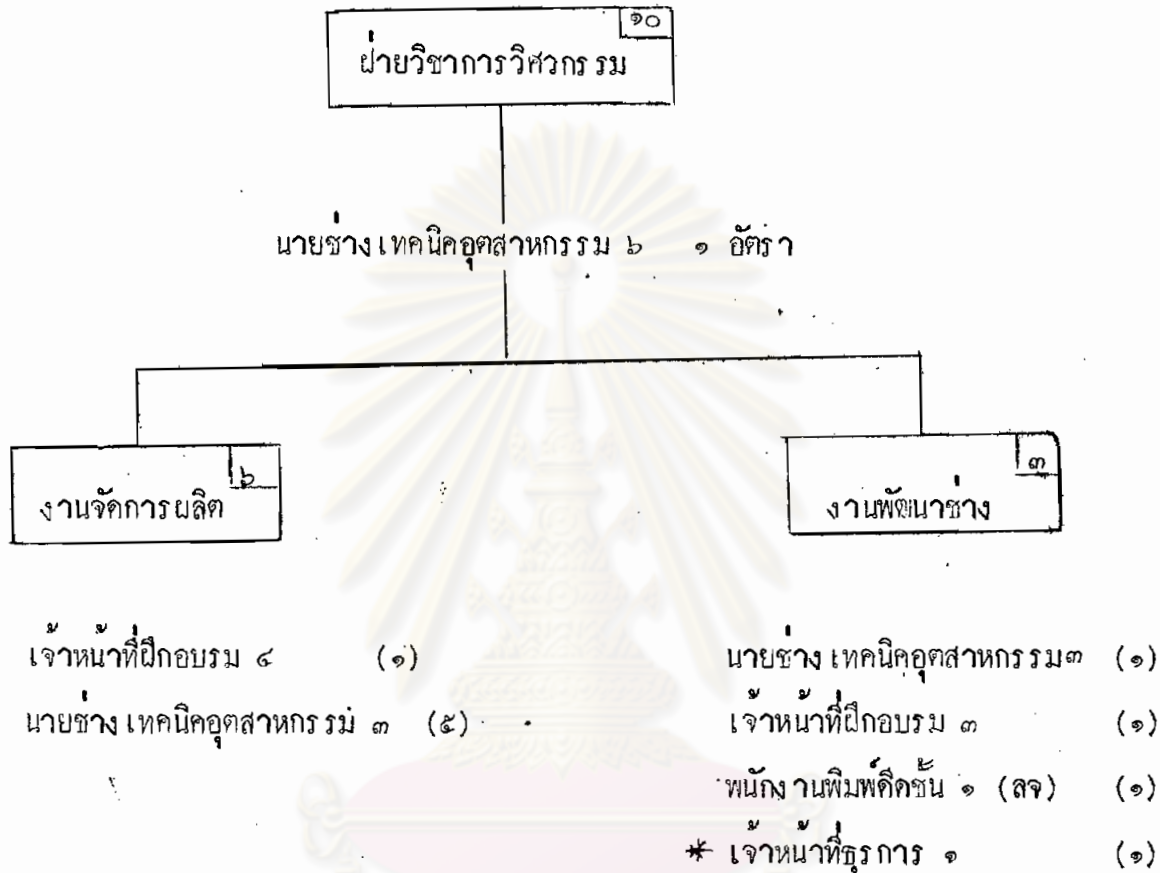 ๑๐
ฝ่ายวิชาการวิศวกรรม
นายช่างเทคนิคอุตสาหกรรม ๖ ๑ อัตรา
๖
งานจัดการผลิต
๓
งานพัฒนาช่าง
เจ้าหน้าที่ฝึกอบรม ๔ (๑)
นายช่างเทคนิคอุตสาหกรรม ๓ (๕)
นายช่างเทคนิคอุตสาหกรรม ๓ (๑)
เจ้าหน้าที่ฝึกอบรม ๓ (๑)
พนักงานพิมพ์ดีดชั้น ๑ (ลจ) (๑)
* เจ้าหน้าที่ธุรการ ๑ (๑)